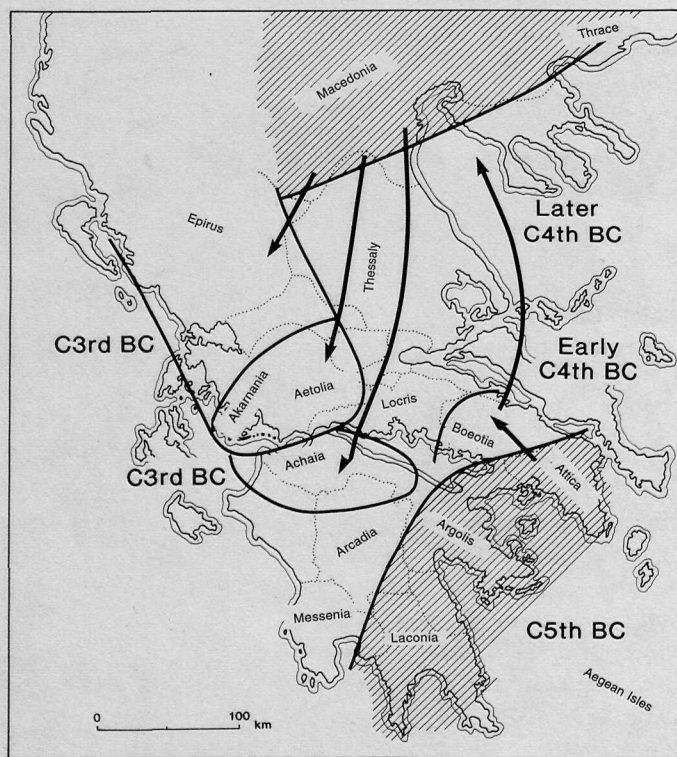 Thrace
Macedonia
Later
C4th BC
Epirus
Thessaly
C3rd BC
Early
C4th BC
Akarnania
Aetolia
Locris
Boeotia
C3rd BC
Achaia
Attica
Argolis
Arcadia
Messenia
Laconia
C5th BC
Aegean Isles
0
100
km